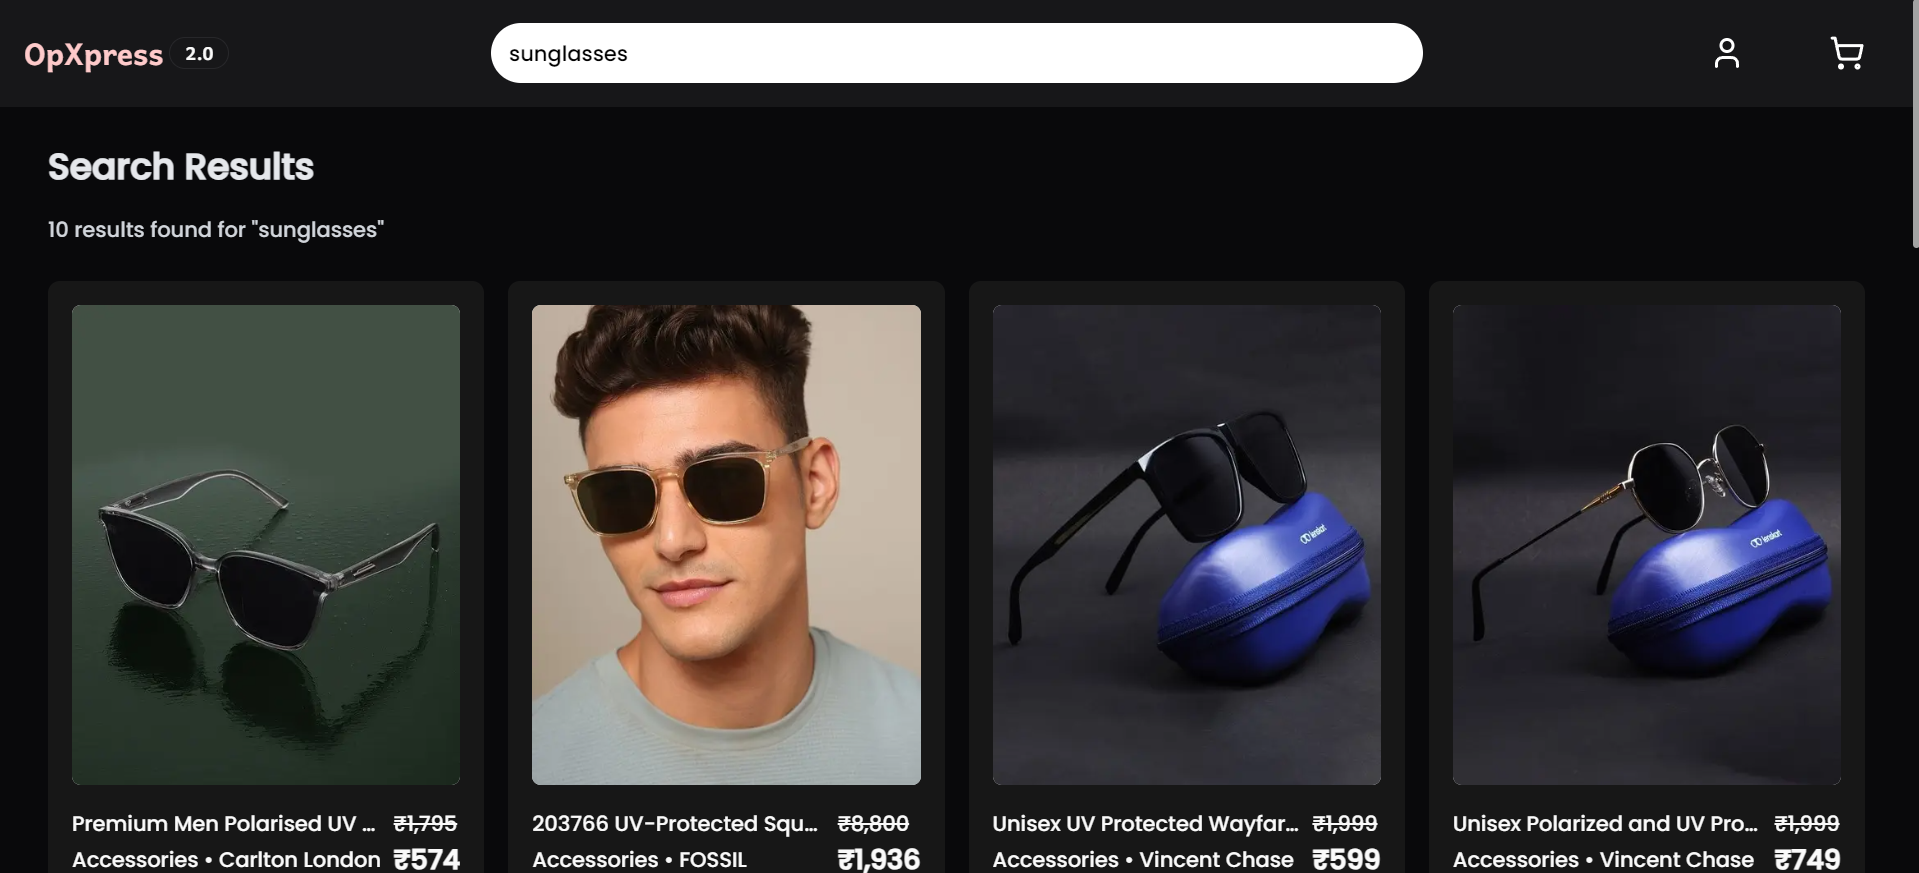 OpXpress 2.0
sunglasses
Search Results
10 results found for "sunglasses"
lenskart
lenskart
Premium Men Polarised UV ... ₹1,795
Accessories • Carlton London ₹574
203766 UV-Protected Squ... ₹8,800
Accessories • FOSSIL ₹1,936
Unisex UV Protected Wayfar... ₹1,999
Accessories • Vincent Chase ₹599
Unisex Polarized and UV Pro... ₹1,999
Accessories • Vincent Chase ₹749